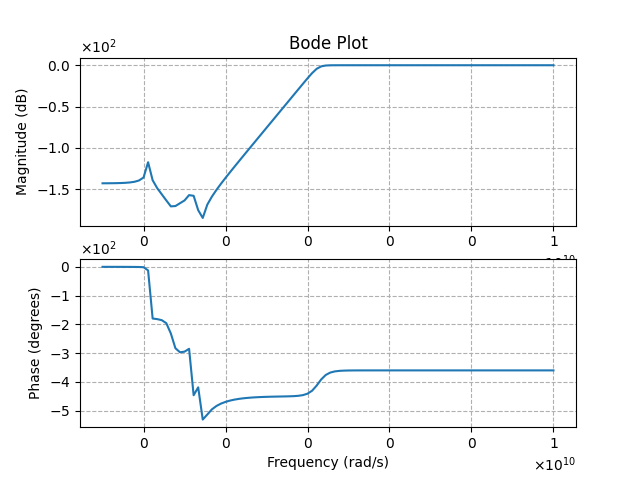 Bode Plot
×10²
0.0
−0.5
−1.0
−1.5
Magnitude (dB)
0 0 0 0 0 1
×10²
0
−1
−2
−3
−4
−5
Phase (degrees)
0 0 0 0 0 1
Frequency (rad/s)
×10¹⁰